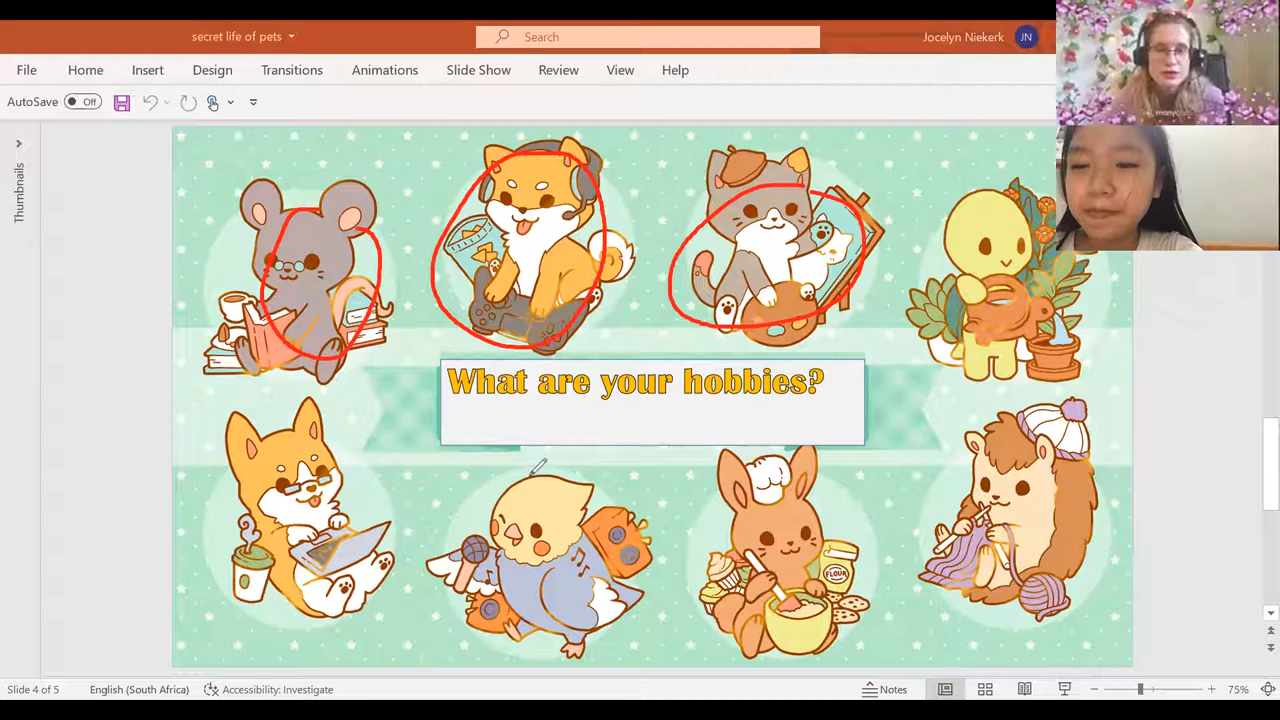 secret life of pets
Search
Jocelyn Niekerk
JN
File
Home
Insert
Design
Transitions
Animations
Slide Show
Review
View
Help
AutoSave
Off
Thumbnails
What are your hobbies?
FLOUR
Slide 4 of 5
English (South Africa)
Accessibility: Investigate
Notes
75%